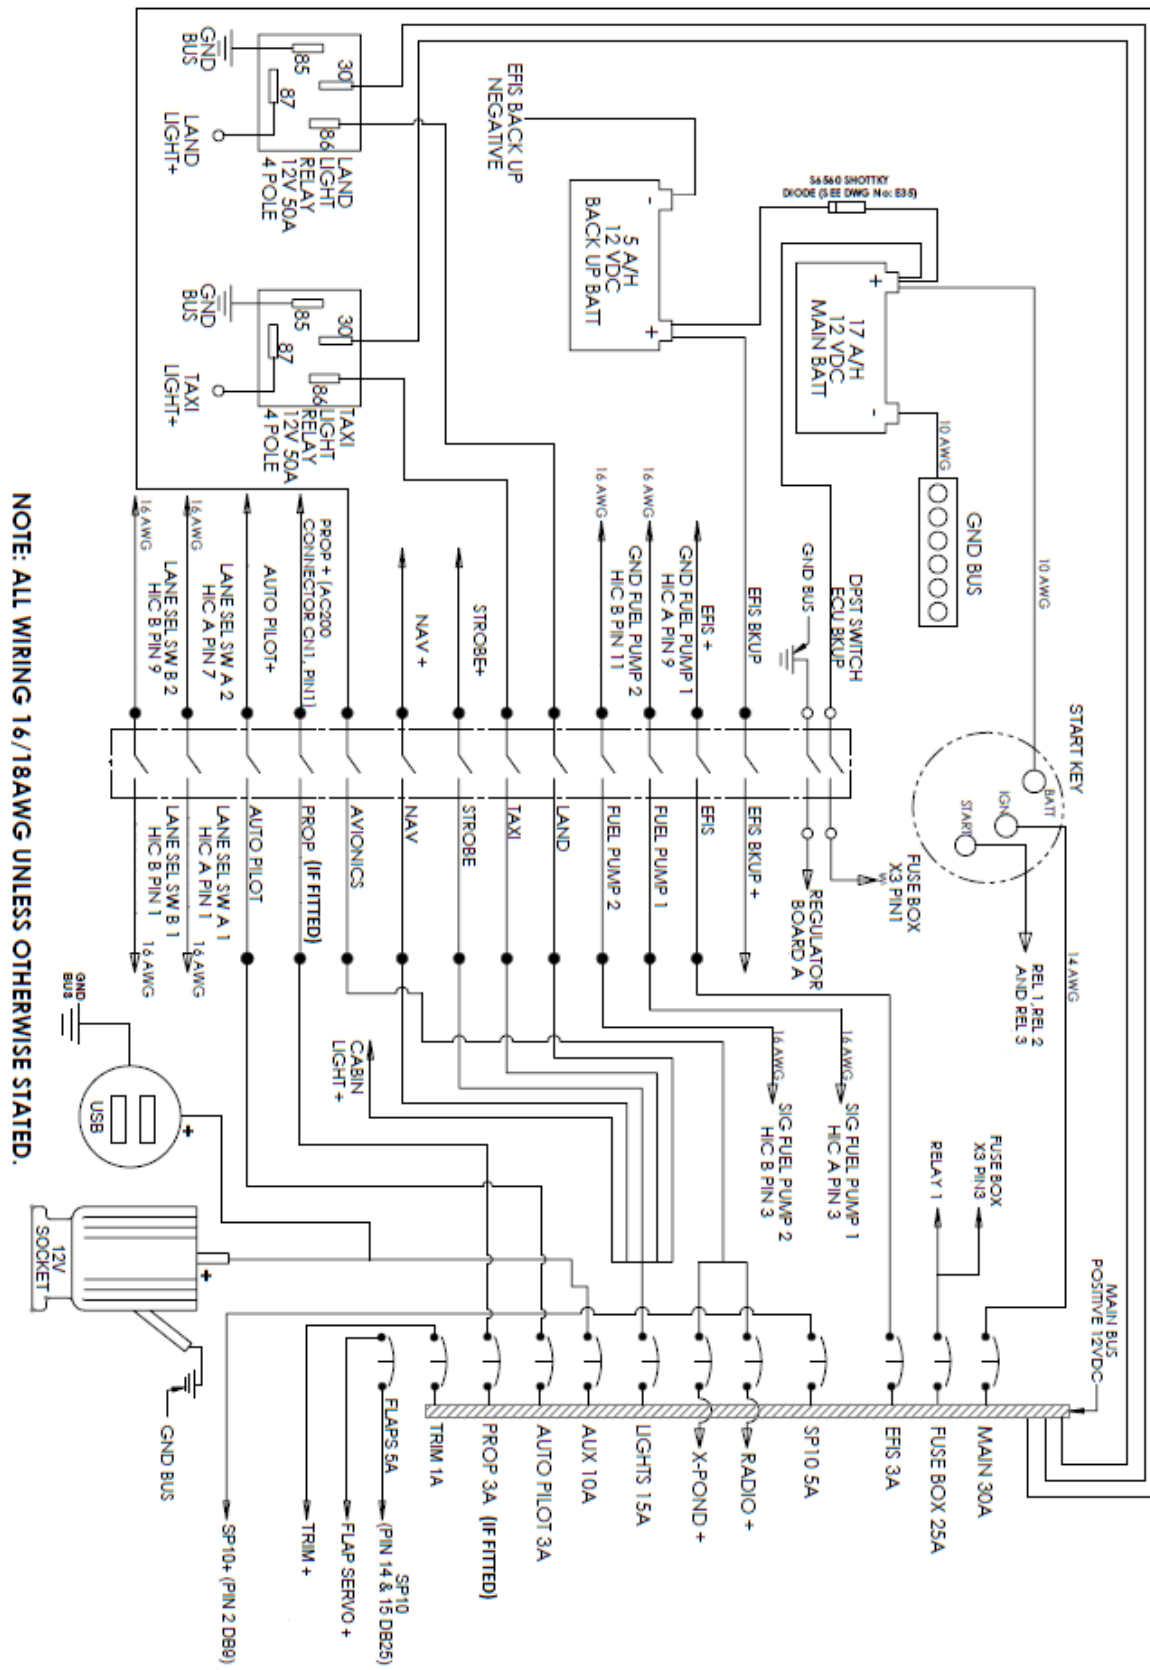 GND
BUS
85
30
87
86
LAND
LIGHT+
LAND
LIGHT
RELAY
12V 50A
4 POLE
GND
BUS
85
30
87
86
TAXI
LIGHT+
TAXI
LIGHT
RELAY
12V 50A
4 POLE
EFIS BACK UP
NEGATIVE
-
5 A/H
12 VDC
BACK UP BATT
+
S6560 SHOTTKY
DIODE (SEE DWG No: E35)
+
17 A/H
12 VDC
MAIN BATT
-
10 AWG
GND BUS
10 AWG
START KEY
BATT
IGN
START
REL 1, REL 2
AND REL 3
14 AWG
16 AWG
LANE SEL SW B 2
HIC B PIN 9
16 AWG
LANE SEL SW A 2
HIC A PIN 7
AUTO PILOT+
PROP + (AC200
CONNECTOR CN1, PIN1)
NAV +
STROBE+
16 AWG
GND FUEL PUMP 2
HIC B PIN 11
16 AWG
GND FUEL PUMP 1
HIC A PIN 9
EFIS +
EFIS BKUP
GND BUS
DPST SWITCH
ECU BKUP
LANE SEL SW B 1
HIC B PIN 1
16 AWG
LANE SEL SW A 1
HIC A PIN 1
16 AWG
AUTO PILOT
PROP (IF FITTED)
AVIONICS
NAV
STROBE
TAXI
LAND
FUEL PUMP 2
FUEL PUMP 1
EFIS
EFIS BKUP +
REGULATOR
BOARD A
FUSE BOX
X3 PIN1
GND
BUS
USB
+
CABIN
LIGHT +
16 AWG
SIG FUEL PUMP 2
HIC B PIN 3
16 AWG
SIG FUEL PUMP 1
HIC A PIN 3
RELAY 1
FUSE BOX
X3 PIN3
MAIN BUS
POSITIVE 12VDC
12V
SOCKET
+
GND BUS
FLAPS 5A
TRIM 1A
PROP 3A (IF FITTED)
AUTO PILOT 3A
AUX 10A
LIGHTS 15A
X-POND +
RADIO +
SP10 5A
EFIS 3A
FUSE BOX 25A
MAIN 30A
SP10+ (PIN 2 DB9)
TRIM +
FLAP SERVO +
SP10
(PIN 14 & 15 DB25)
NOTE: ALL WIRING 16/18AWG UNLESS OTHERWISE STATED.